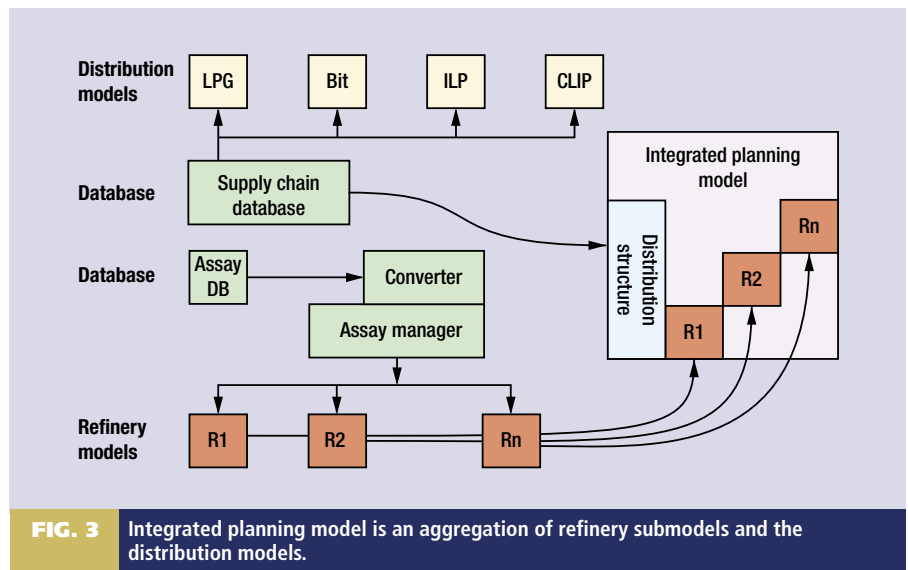 Distribution
models
LPG
Bit
ILP
CLIP
Database
Supply chain
database
Integrated planning
model
Distribution
structure
R1
R2
Rn
Database
Assay
DB
Converter
Assay manager
Refinery
models
R1
R2
Rn
FIG. 3
Integrated planning model is an aggregation of refinery submodels and the
distribution models.